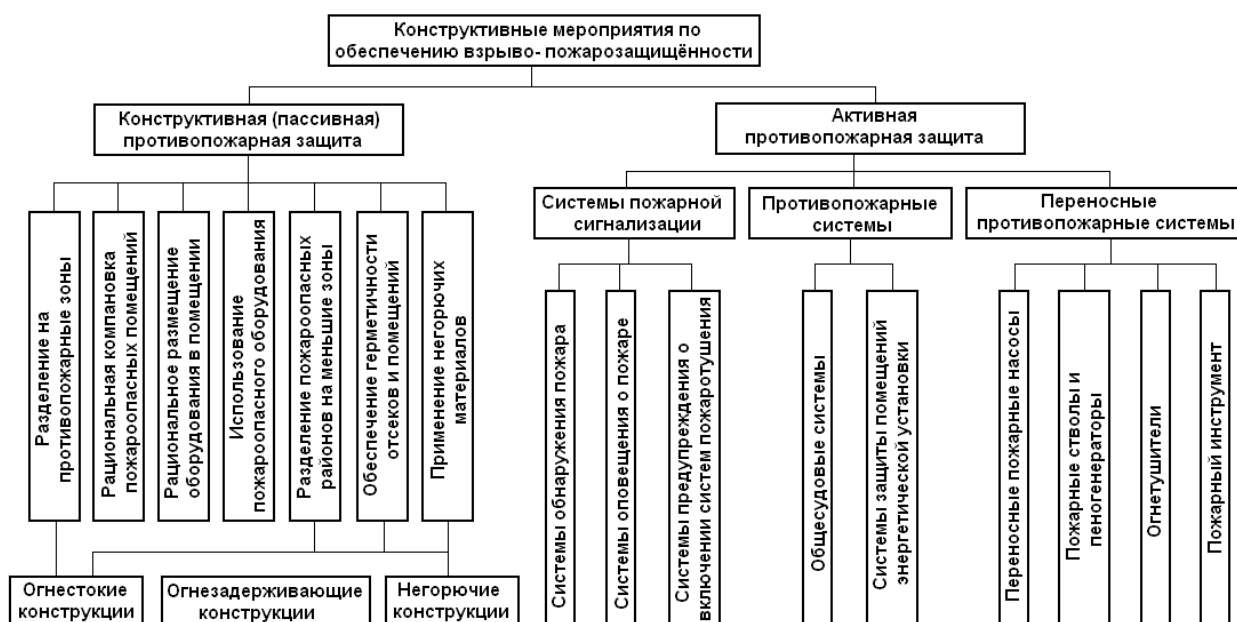 Конструктивные мероприятия по
обеспечению взрыво- пожарозащищённости
Конструктивная (пассивная)
противопожарная защита
Активная
противопожарная защита
Разделение на
противопожарные зоны
Рациональная компановка
пожароопасных помещений
Рациональное размещение
оборудования в помещении
Использование
пожароопасного оборудования
Разделение пожароопасных
районов на меньшие зоны
Обеспечение герметичности
отсеков и помещений
Применение негорючих
материалов
Огнестокие
конструкции
Огнезадерживающие
конструкции
Негорючие
конструкции
Системы пожарной
сигнализации
Противопожарные
системы
Переносные
противопожарные системы
Системы обнаружения пожара
Системы оповещения о пожаре
Системы предупреждения о
включении систем пожаротушения
Общесудовые системы
Системы защиты помещений
энергетической установки
Переносные пожарные насосы
Пожарные стволы и
пеногенераторы
Огнетушители
Пожарный инструмент